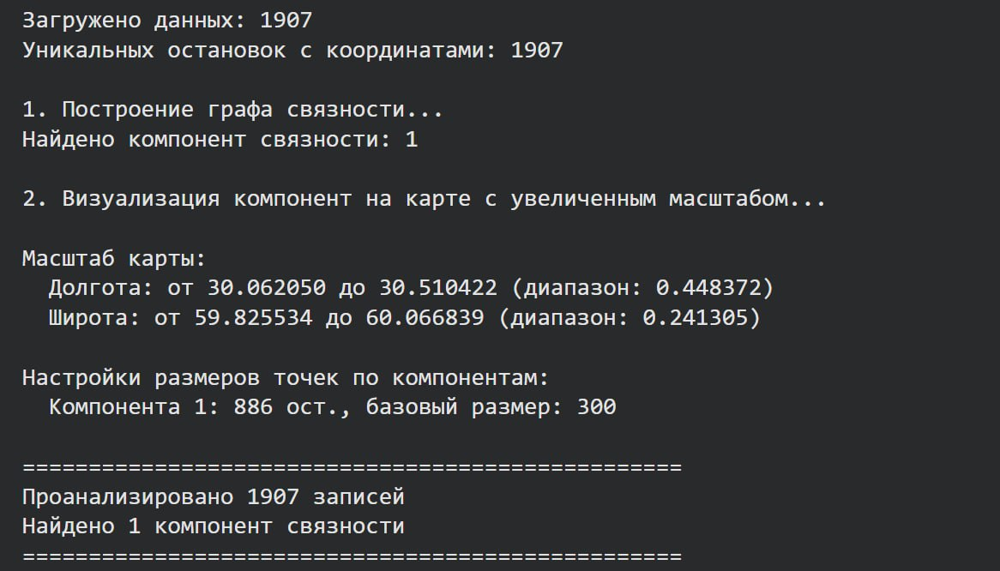 Загружено данных: 1907
Уникальных остановок с координатами: 1907
1. Построение графа связности...
Найдено компонент связности: 1
2. Визуализация компонент на карте с увеличенным масштабом...
Масштаб карты:
Долгота: от 30.062050 до 30.510422 (диапазон: 0.448372)
Широта: от 59.825534 до 60.066839 (диапазон: 0.241305)
Настройки размеров точек по компонентам:
Компонента 1: 886 ост., базовый размер: 300
==================================================
Проанализировано 1907 записей
Найдено 1 компонент связности
==================================================